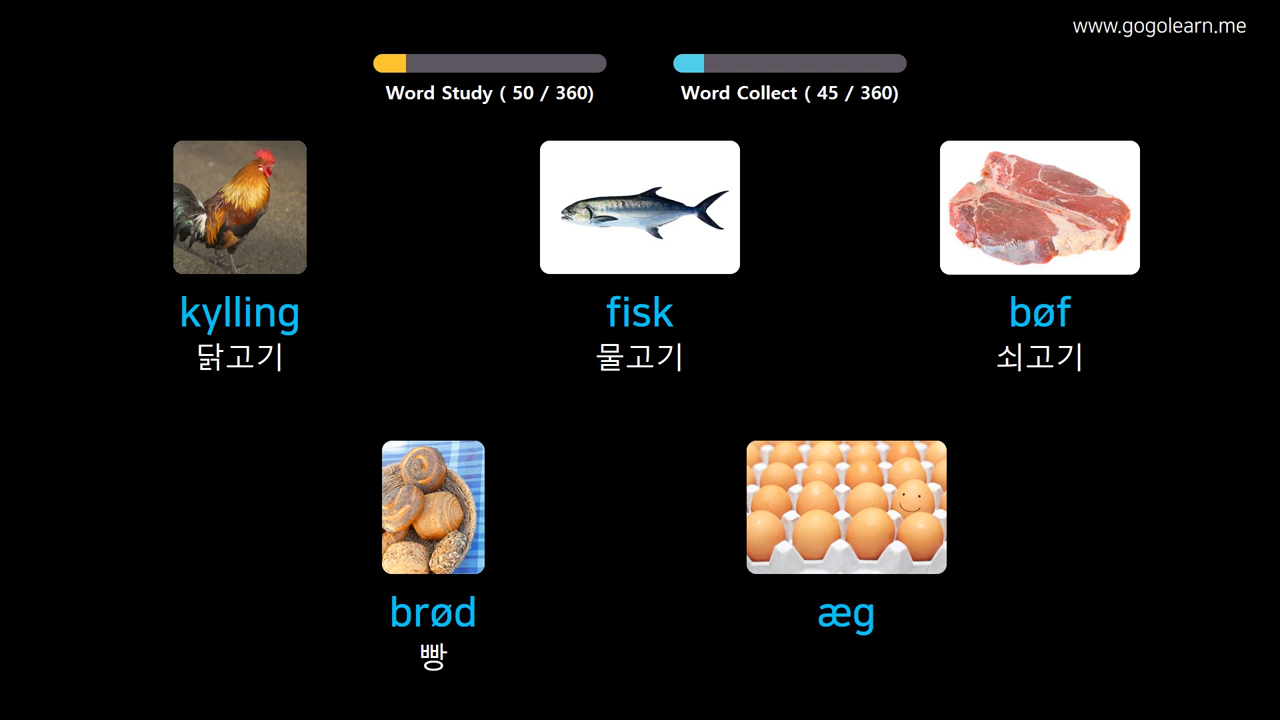 www.gogolearn.me
Word Study ( 50 / 360)
Word Collect ( 45 / 360)
kylling
닭고기
fisk
물고기
bøf
쇠고기
brød
빵
æg